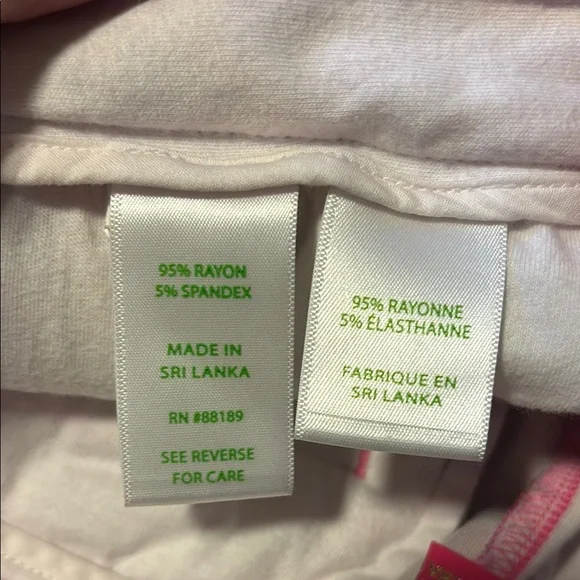 95% RAYON
5% SPANDEX
MADE IN
SRI LANKA
RN #88189
SEE REVERSE
FOR CARE
95% RAYONNE
5% ÉLASTHANNE
FABRIQUE EN
SRI LANKA